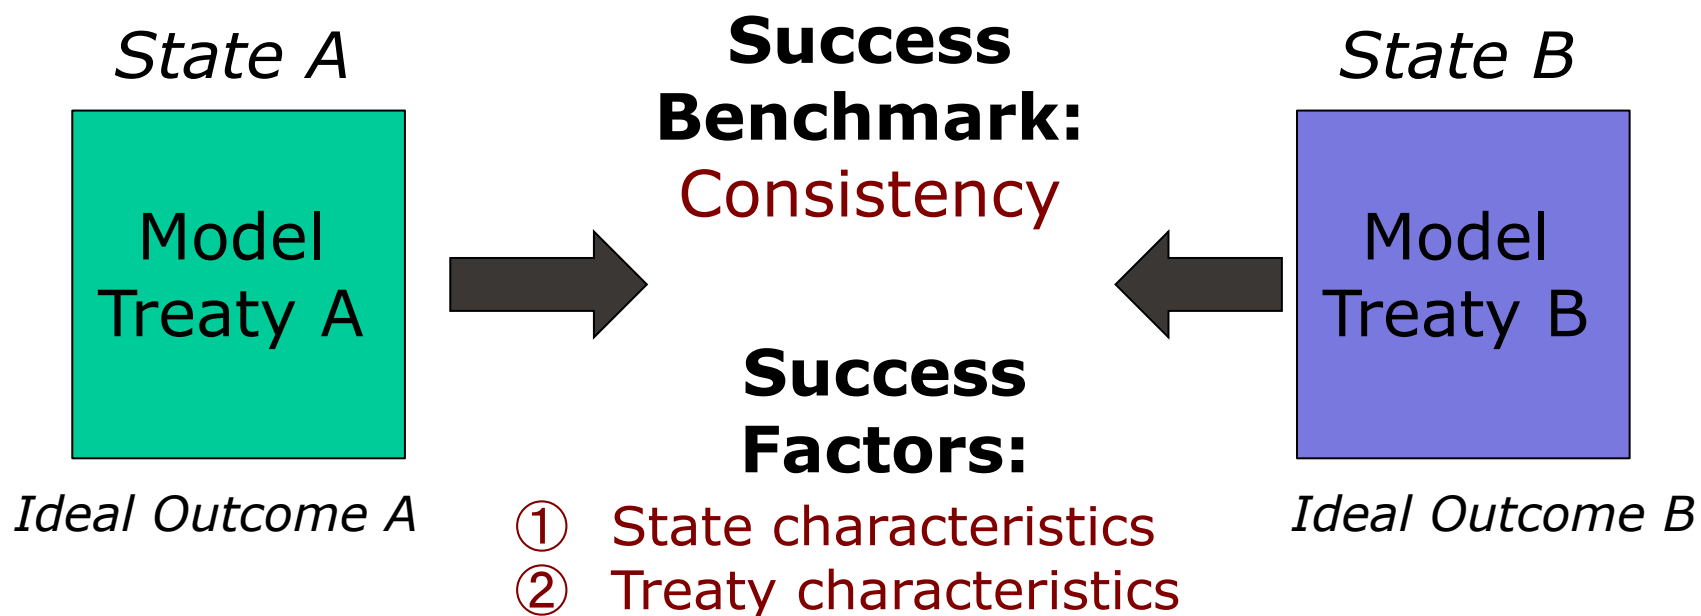 State A
Model
Treaty A
Ideal Outcome A
Success
Benchmark:
Consistency
Success
Factors:
① State characteristics
② Treaty characteristics
State B
Model
Treaty B
Ideal Outcome B